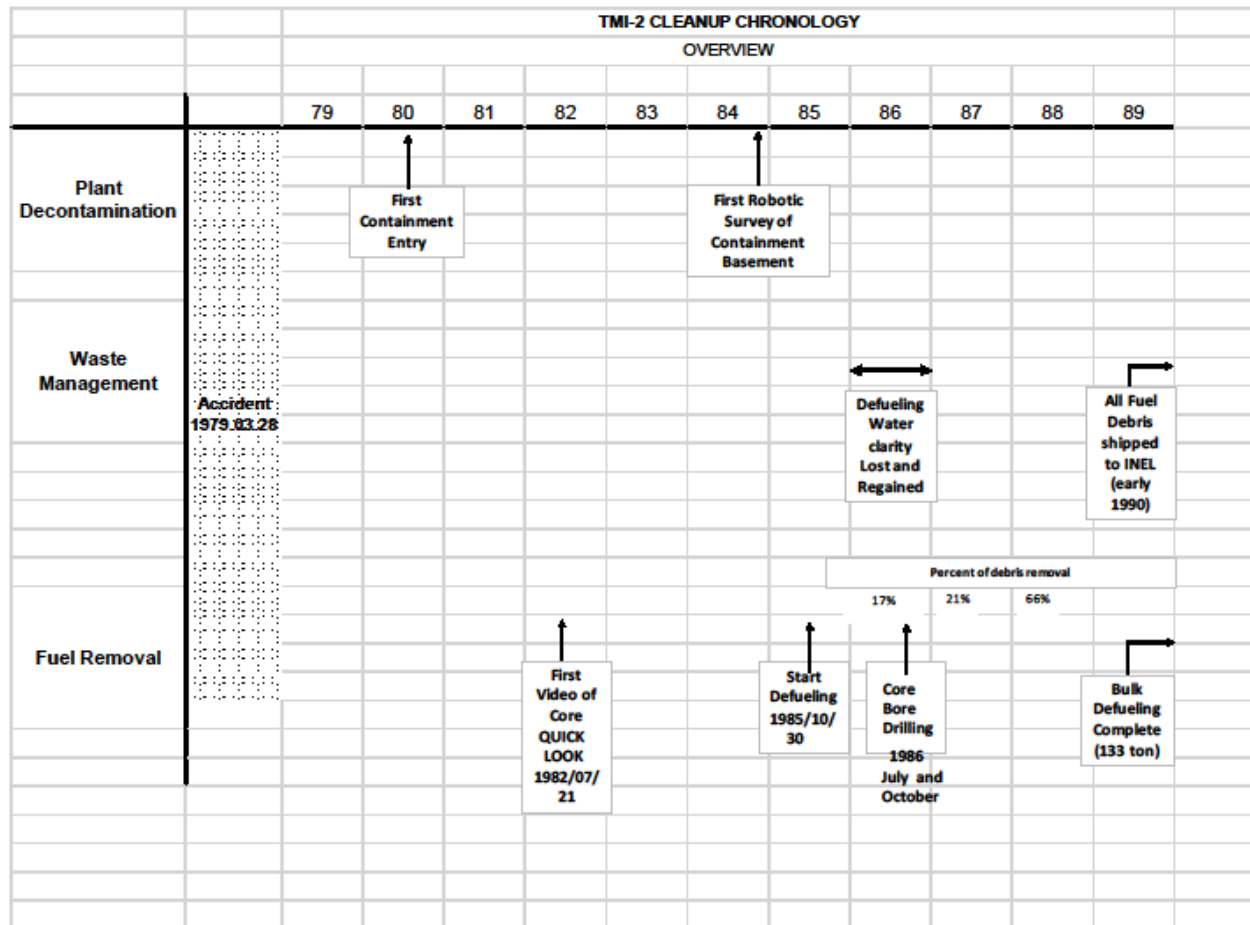 TMI-2 CLEANUP CHRONOLOGY
OVERVIEW
79 80 81 82 83 84 85 86 87 88 89
Plant
Decontamination
First
Containment
Entry
First Robotic
Survey of
Containment
Basement
Waste
Management
Accident
1979.03.28
Defueling
Water
clarity
Lost and
Regained
All Fuel
Debris
shipped
to INEL
(early
1990)
Percent of debris removal
17% 21% 66%
Fuel Removal
First
Video of
Core
QUICK
LOOK
1982/07/
21
Start
Defueling
1985/10/
30
Core
Bore
Drilling
1986
July and
October
Bulk
Defueling
Complete
(133 ton)